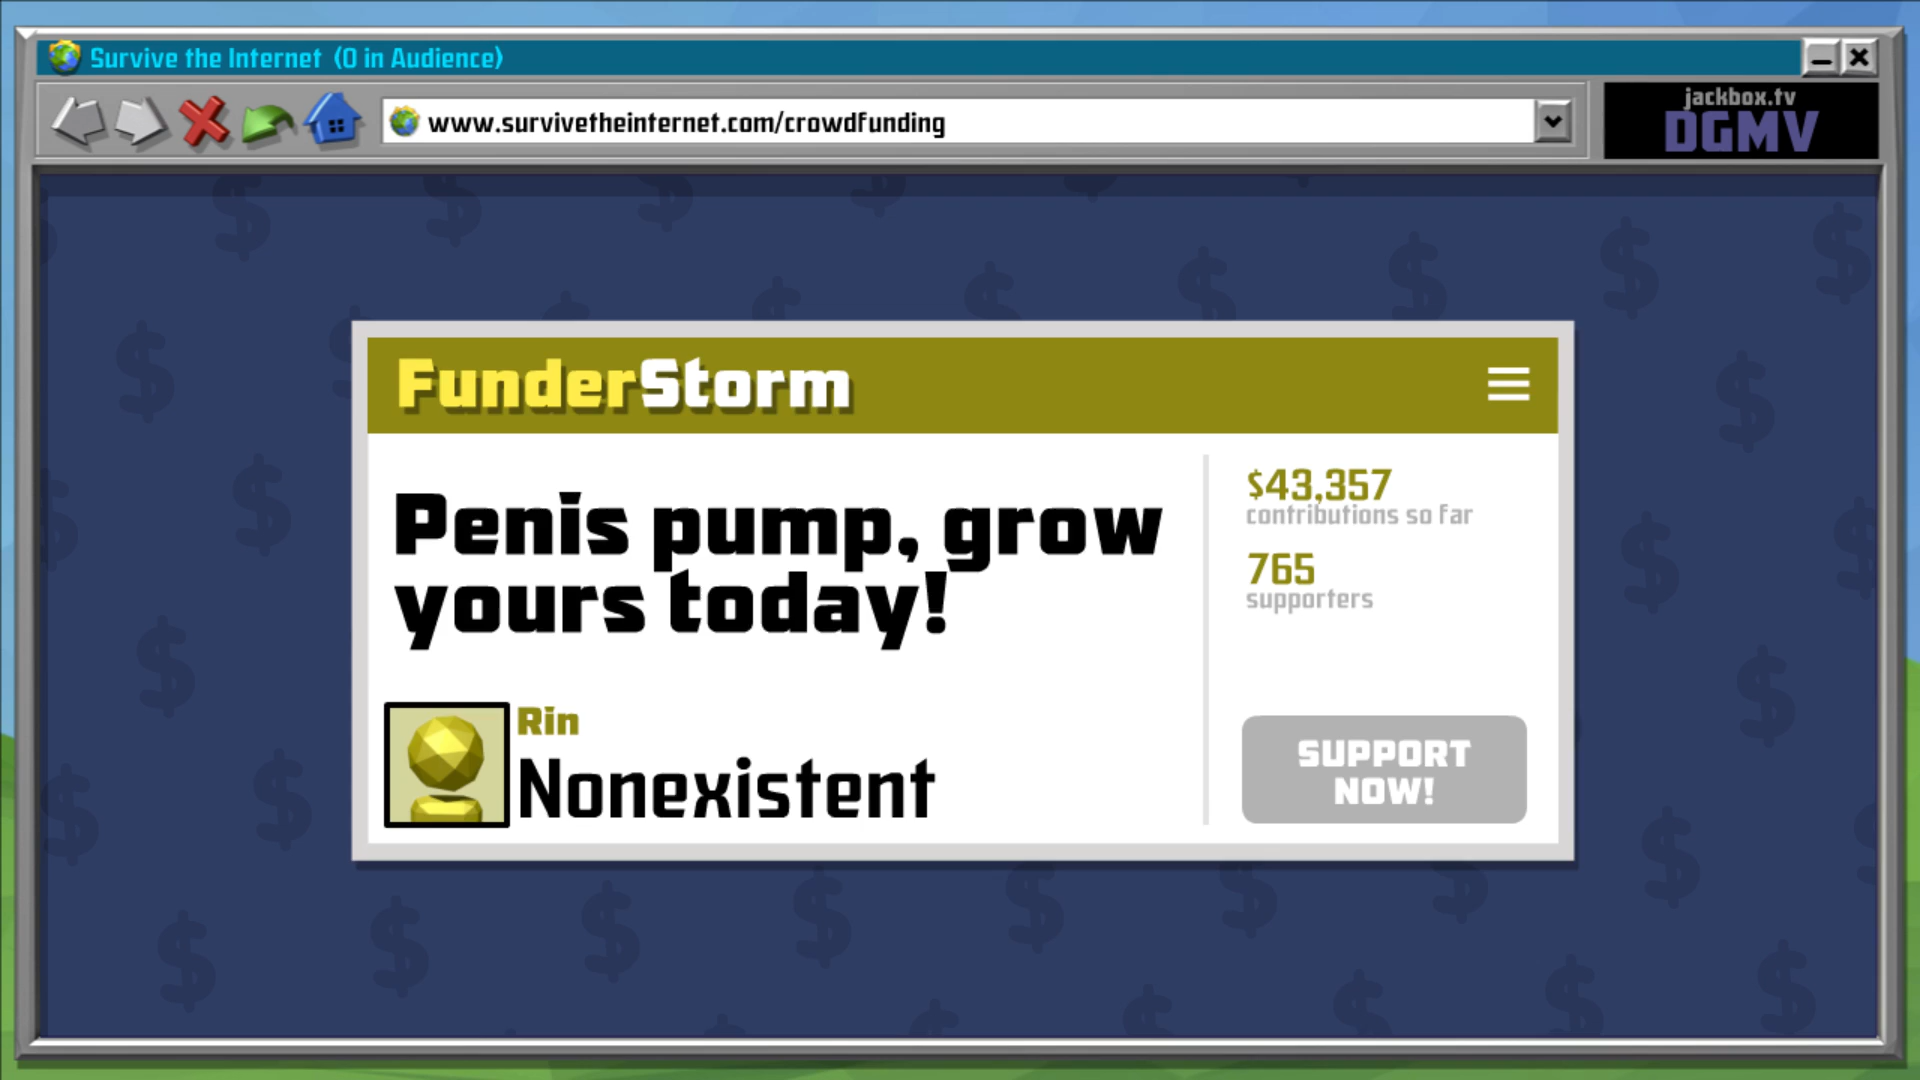 Survive the Internet (0 in Audience)
www.survivetheinternet.com/crowdfunding
jackbox.tv
DGMV
FunderStorm
Penis pump, grow
yours today!
Rin
Nonexistent
$43,357
contributions so far
765
supporters
SUPPORT
NOW!